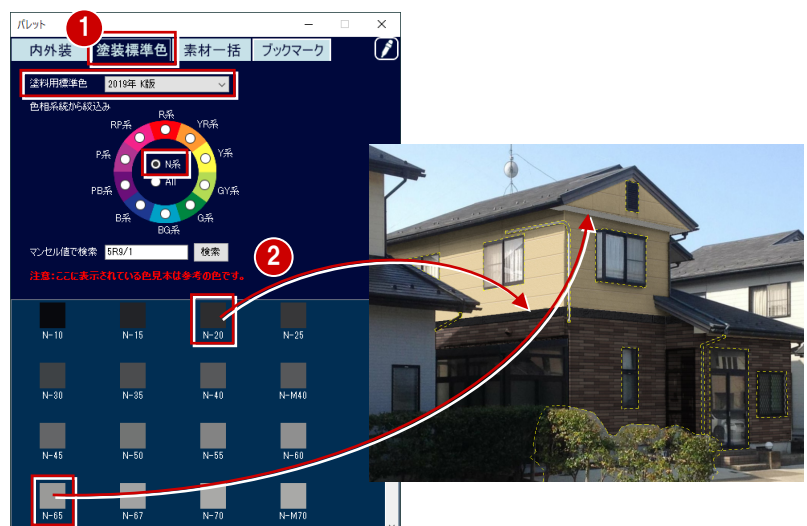 パレット
1
内外装 塗装標準色 素材一括 ブックマーク
塗料用標準色 2019年 K版
色相系統から絞込み
R系
RP系 YR系
P系 N系 Y系
All
PB系 GY系
B系 G系
BG系
マンセル値で検索 5R9/1 検索
2
注意:ここに表示されている色見本は参考の色です。
N-10 N-15 N-20 N-25
N-30 N-35 N-40 N-M40
N-45 N-50 N-55 N-60
N-65 N-67 N-70 N-M70